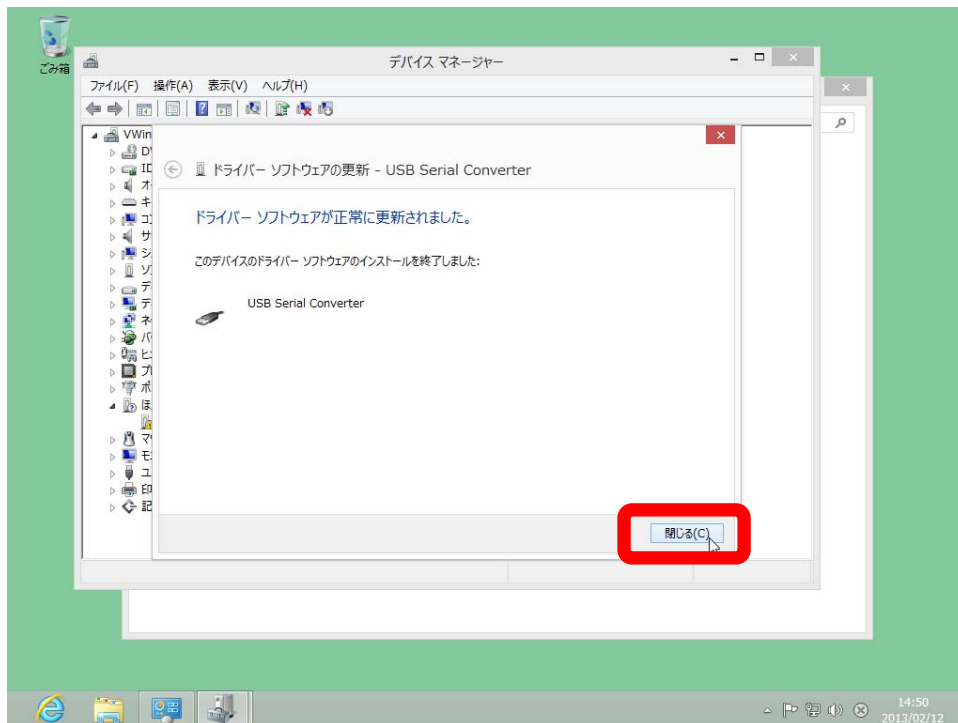 ごみ箱
デバイス マネージャー
ファイル(F) 操作(A) 表示(V) ヘルプ(H)
VWin
ドライバー ソフトウェアの更新 - USB Serial Converter
ドライバー ソフトウェアが正常に更新されました。
このデバイスのドライバー ソフトウェアのインストールを終了しました:
USB Serial Converter
閉じる(C)
14:50
2013/02/12